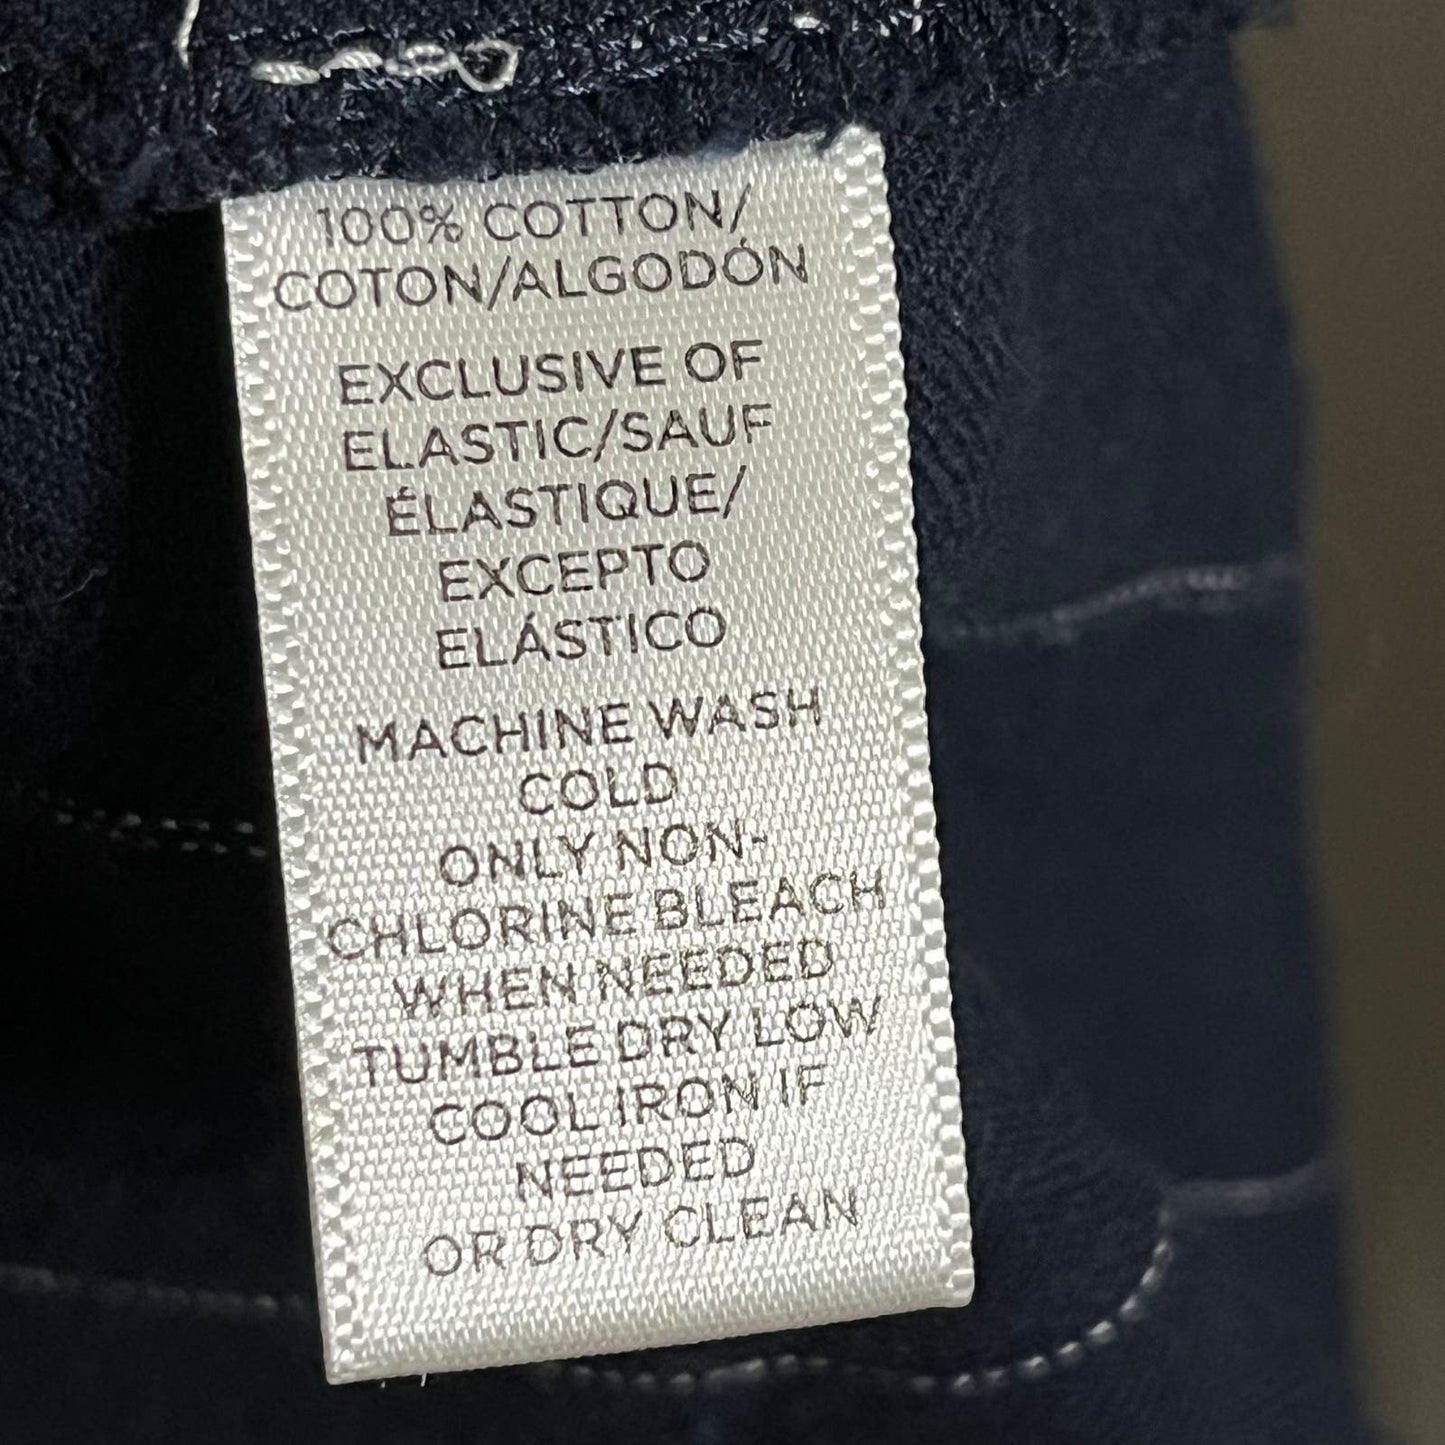 100% COTTON/
COTON/ALGODÓN
EXCLUSIVE OF
ELASTIC/SAUF
ÉLASTIQUE/
EXCEPTO
ELÁSTICO
MACHINE WASH
COLD
ONLY NON-
CHLORINE BLEACH
WHEN NEEDED
TUMBLE DRY LOW
COOL IRON IF
NEEDED
OR DRY CLEAN